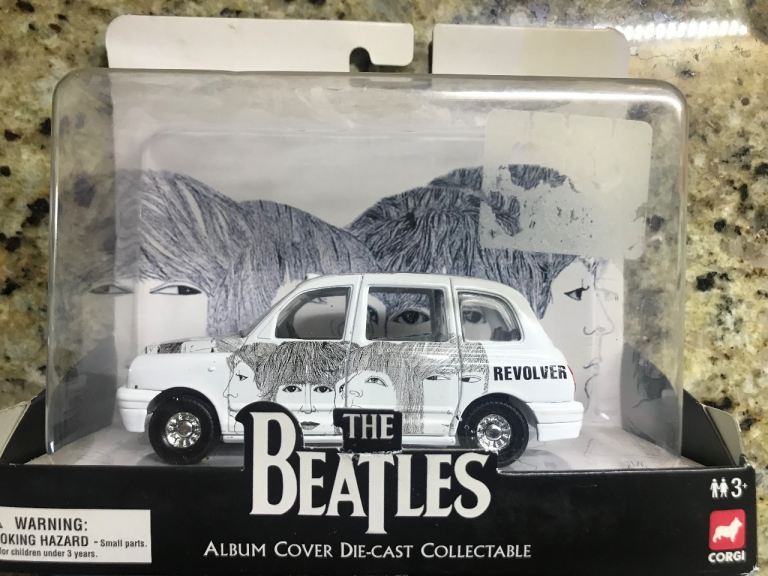 REVOLVER
THE
BEATLES
ALBUM COVER DIE-CAST COLLECTABLE
WARNING:
OKING HAZARD - Small parts.
for children under 3 years.
3+
CORGI